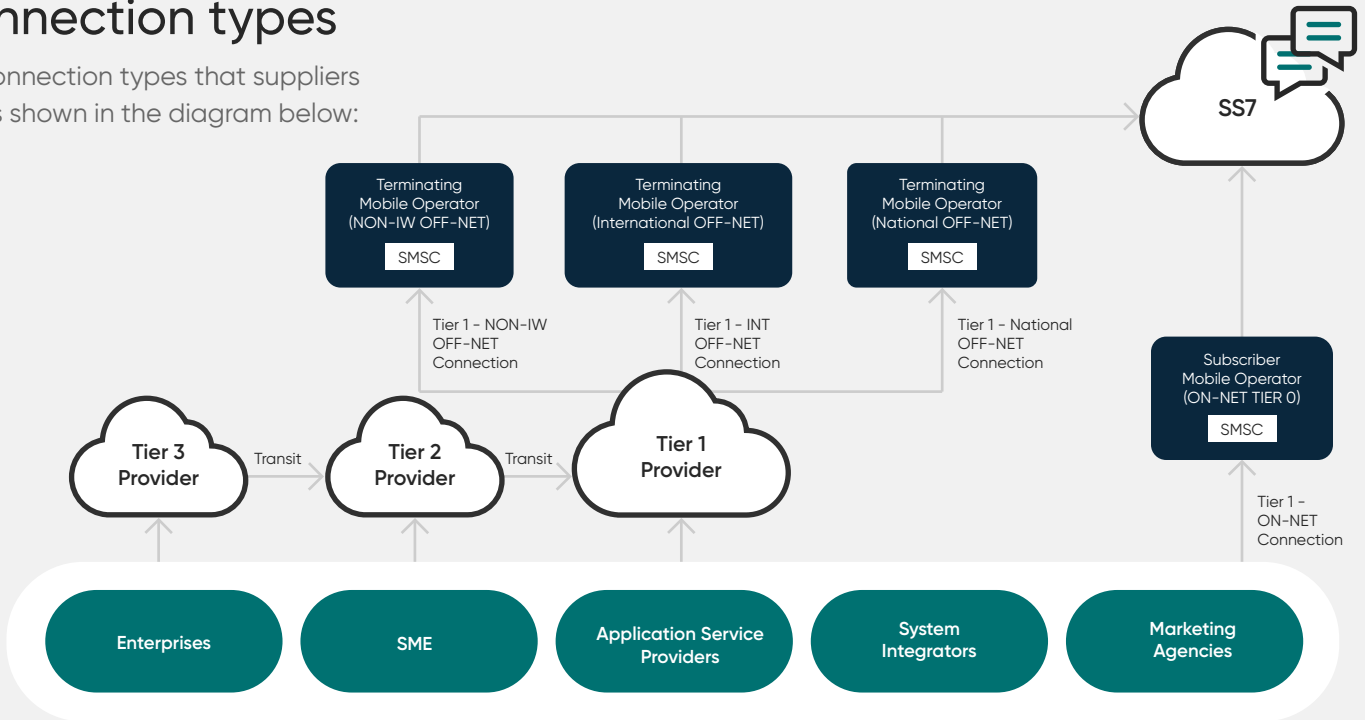 nnection types
onnection types that suppliers
s shown in the diagram below:
SS7
Terminating
Mobile Operator
(NON-IW OFF-NET)
SMSC
Terminating
Mobile Operator
(International OFF-NET)
SMSC
Terminating
Mobile Operator
(National OFF-NET)
SMSC
Tier 1 - NON-IW
OFF-NET
Connection
Tier 1 - INT
OFF-NET
Connection
Tier 1 - National
OFF-NET
Connection
Subscriber
Mobile Operator
(ON-NET TIER 0)
SMSC
Tier 3
Provider
Transit
Tier 2
Provider
Transit
Tier 1
Provider
Tier 1 -
ON-NET
Connection
Enterprises
SME
Application Service
Providers
System
Integrators
Marketing
Agencies